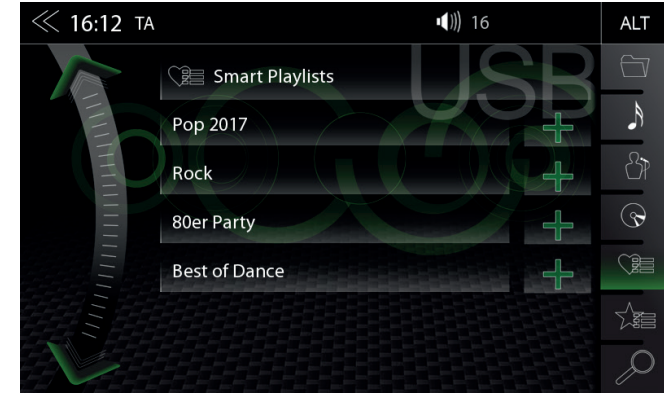 16:12 TA 16 ALT
USB
Smart Playlists
Pop 2017
Rock
80er Party
Best of Dance